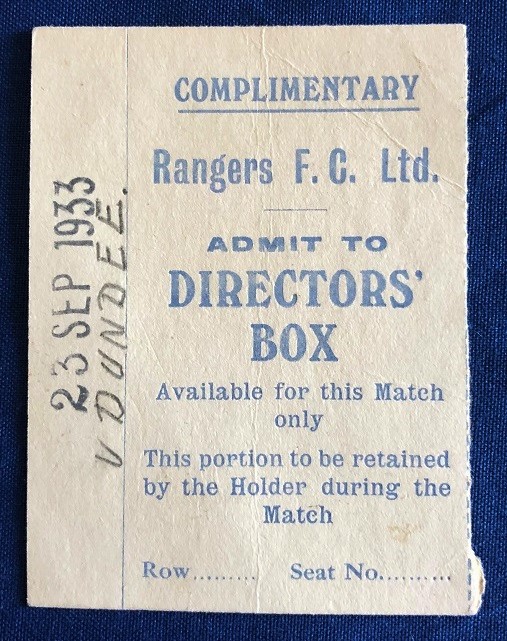 COMPLIMENTARY
Rangers F. C. Ltd.
ADMIT TO
DIRECTORS'
BOX
Available for this Match
only
This portion to be retained
by the Holder during the
Match
Row......... Seat No..........
23 SEP 1933
V DUNDEE.